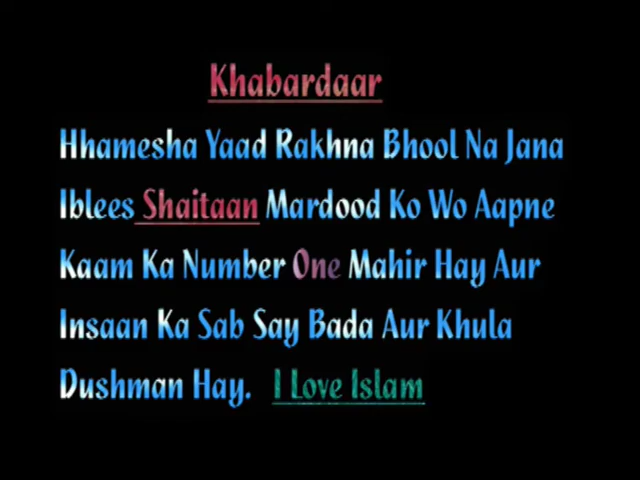 Khabardaar
Hhamesha Yaad Rakhna Bhool Na Jana
Iblees Shaitaan Mardood Ko Wo Aapne
Kaam Ka Number One Mahir Hay Aur
Insaan Ka Sab Say Bada Aur Khula
Dushman Hay. I Love Islam